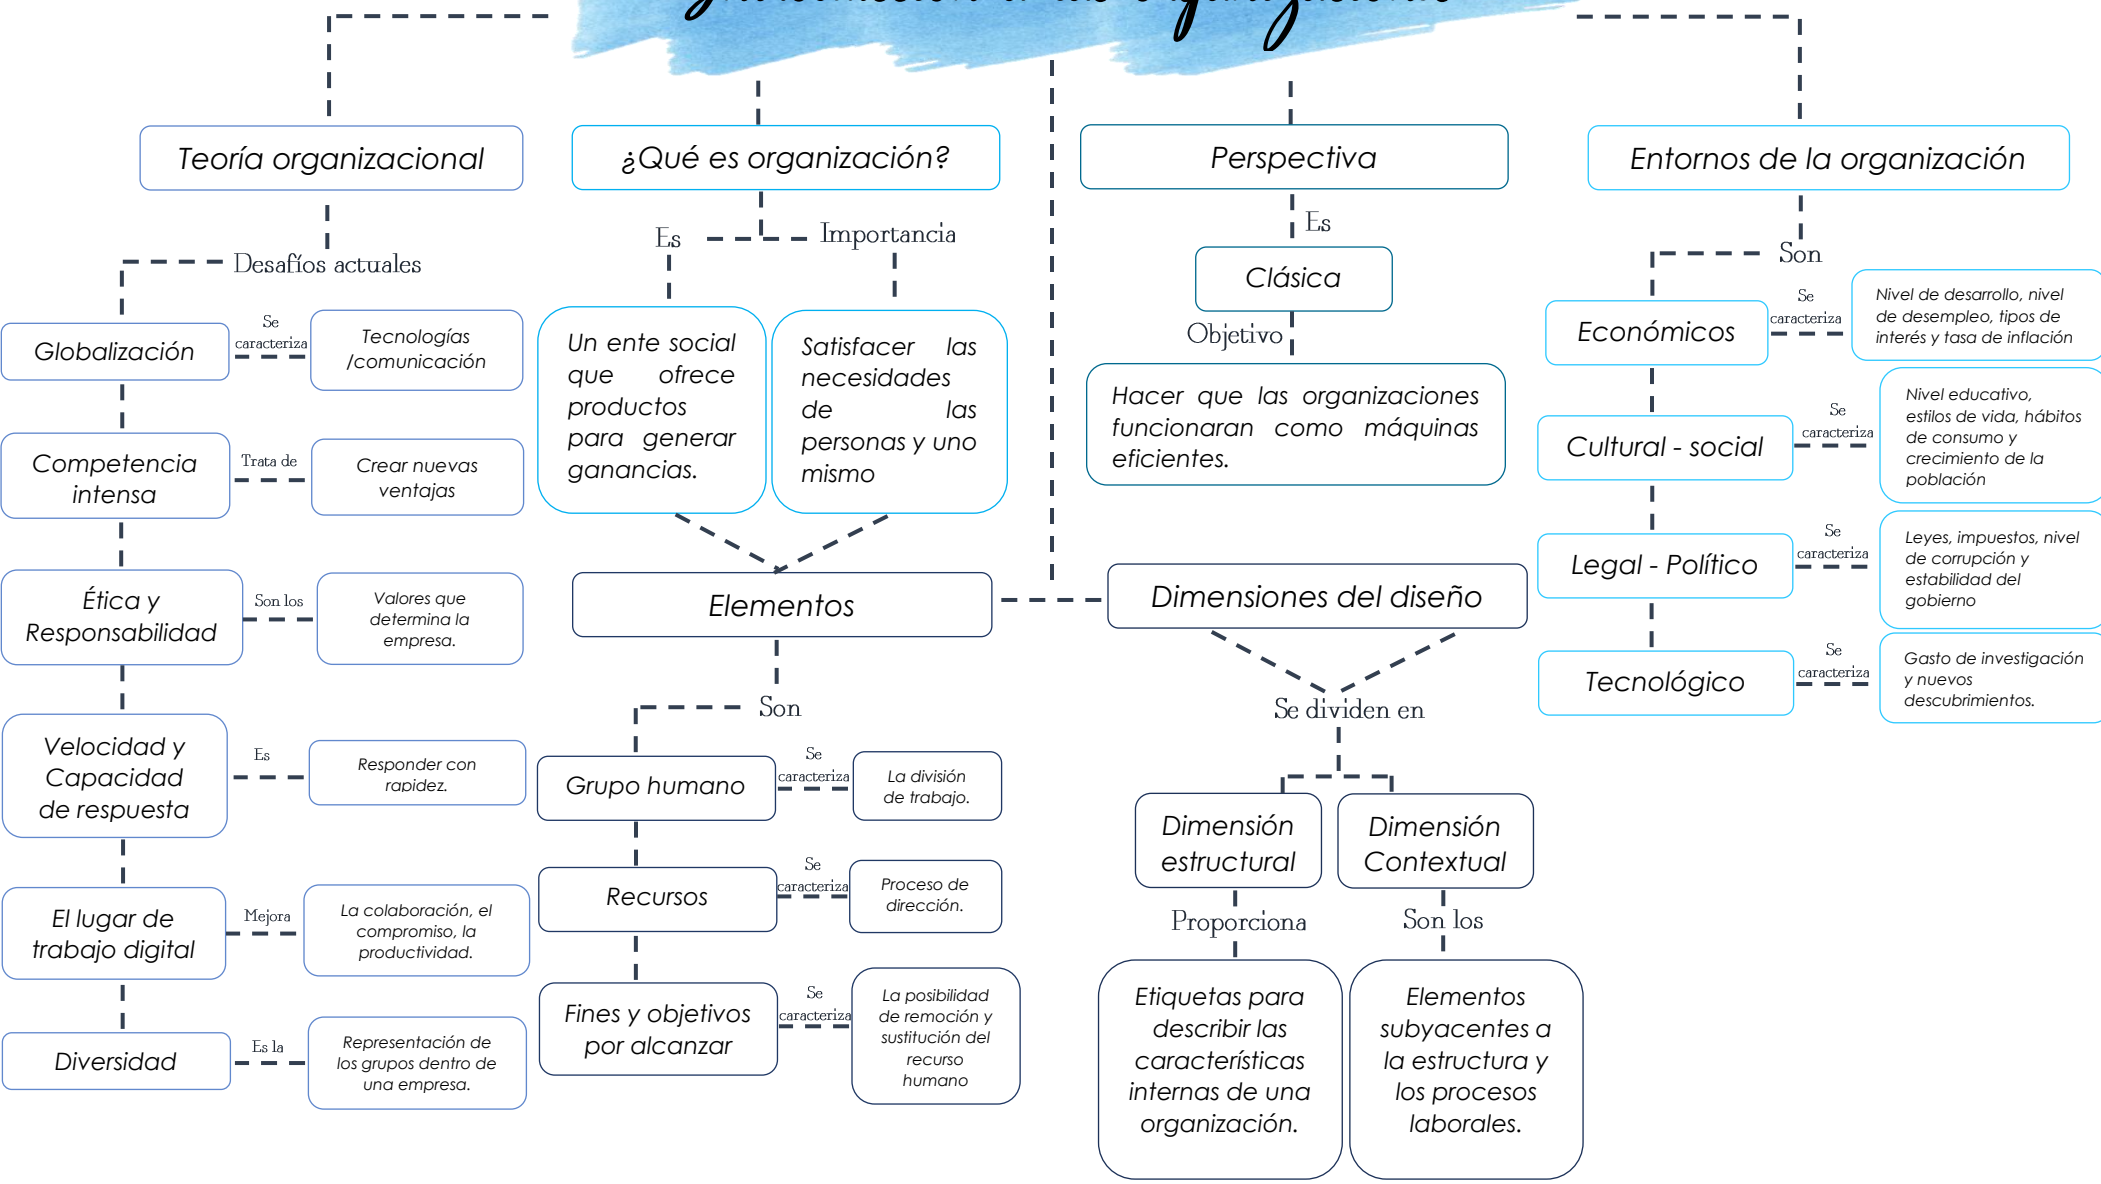 Introducción a las organizaciones
Teoría organizacional
Desafíos actuales
Globalización
Se
caracteriza
Tecnologías
/comunicación
Competencia
intensa
Trata de
Crear nuevas
ventajas
Ética y
Responsabilidad
Son los
Valores que
determina la
empresa.
Velocidad y
Capacidad
de respuesta
Es
Responder con
rapidez.
El lugar de
trabajo digital
Mejora
La colaboración, el
compromiso, la
productividad.
Diversidad
Es la
Representación de
los grupos dentro de
una empresa.
¿Qué es organización?
Es
Importancia
Un ente social
que ofrece
productos
para generar
ganancias.
Satisfacer las
necesidades
de las
personas y uno
mismo
Elementos
Son
Grupo humano
Se
caracteriza
La división
de trabajo.
Recursos
Se
caracteriza
Proceso de
dirección.
Fines y objetivos
por alcanzar
Se
caracteriza
La posibilidad
de remoción y
sustitución del
recurso
humano
Perspectiva
Es
Clásica
Objetivo
Hacer que las organizaciones
funcionaran como máquinas
eficientes.
Dimensiones del diseño
Se dividen en
Dimensión
estructural
Proporciona
Etiquetas para
describir las
características
internas de una
organización.
Dimensión
Contextual
Son los
Elementos
subyacentes a
la estructura y
los procesos
laborales.
Entornos de la organización
Son
Económicos
Se
caracteriza
Nivel de desarrollo, nivel
de desempleo, tipos de
interés y tasa de inflación
Cultural - social
Se
caracteriza
Nivel educativo,
estilos de vida, hábitos
de consumo y
crecimiento de la
población
Legal - Político
Se
caracteriza
Leyes, impuestos, nivel
de corrupción y
estabilidad del
gobierno
Tecnológico
Se
caracteriza
Gasto de investigación
y nuevos
descubrimientos.